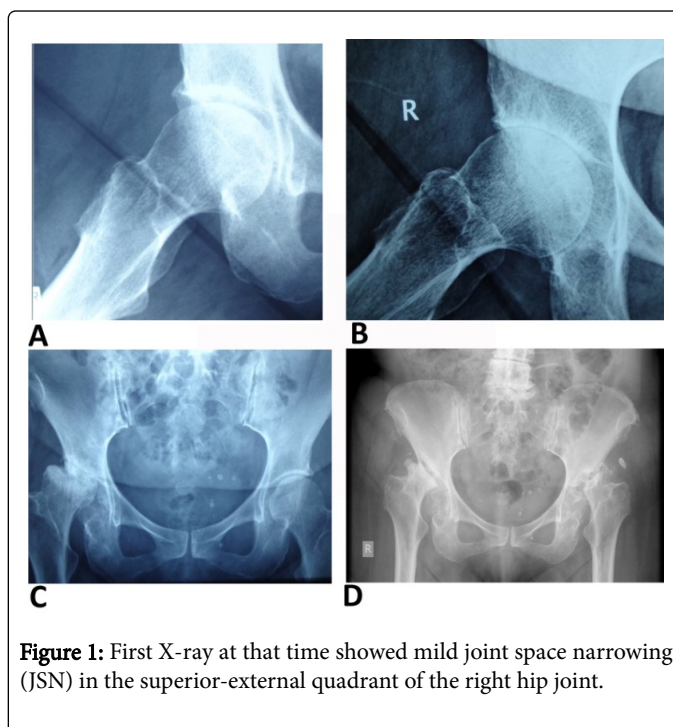 R
R
A
B
C
R
D
Figure 1: First X-ray at that time showed mild joint space narrowing
(JSN) in the superior-external quadrant of the right hip joint.